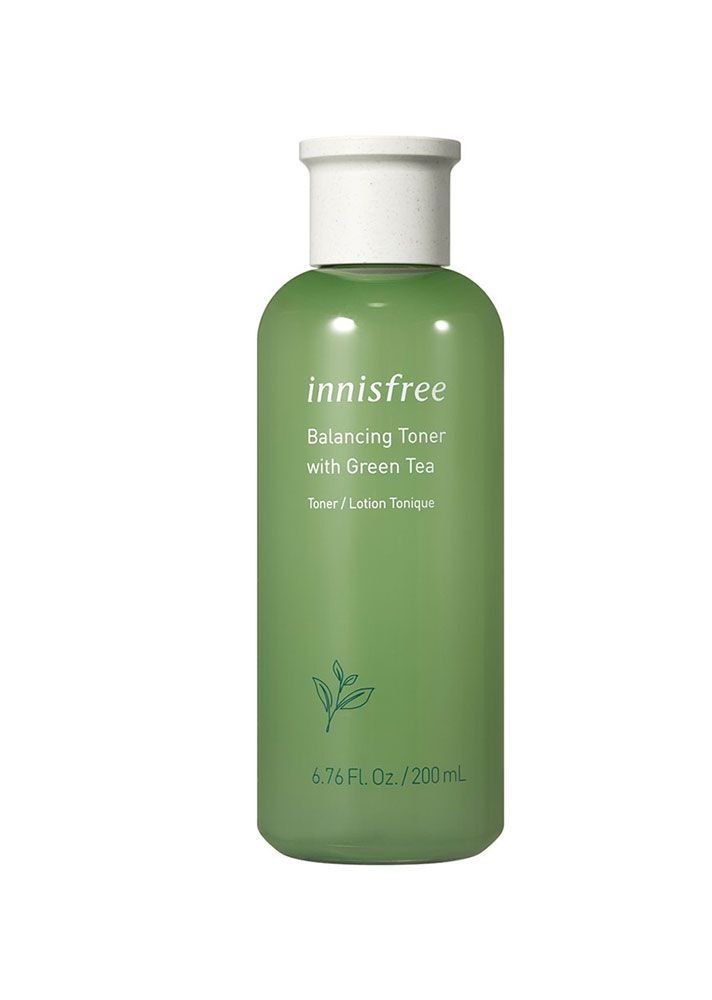 innisfree
Balancing Toner
with Green Tea
Toner / Lotion Tonique
6.76 Fl. Oz. / 200 mL